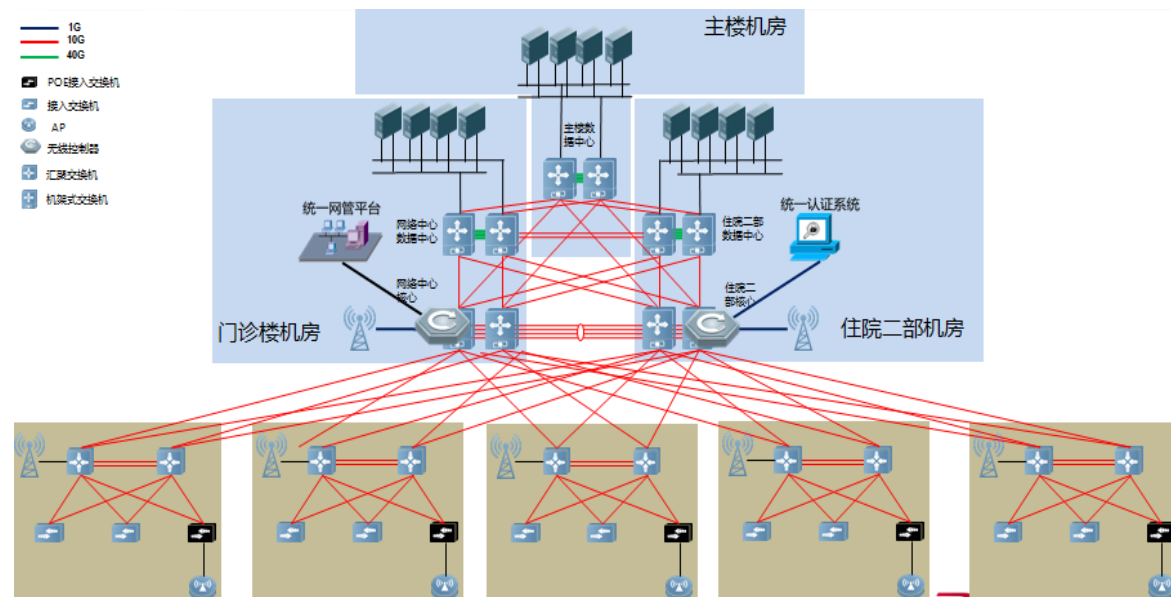 1G
10G
40G
POE接入交换机
接入交换机
AP
无线控制器
汇聚交换机
机架式交换机
主楼机房
主楼数
据中心
统一网管平台
网络中心
数据中心
住院二部
数据中心
统一认证系统
网络中心
核心
住院二
部核心
门诊楼机房
住院二部机房